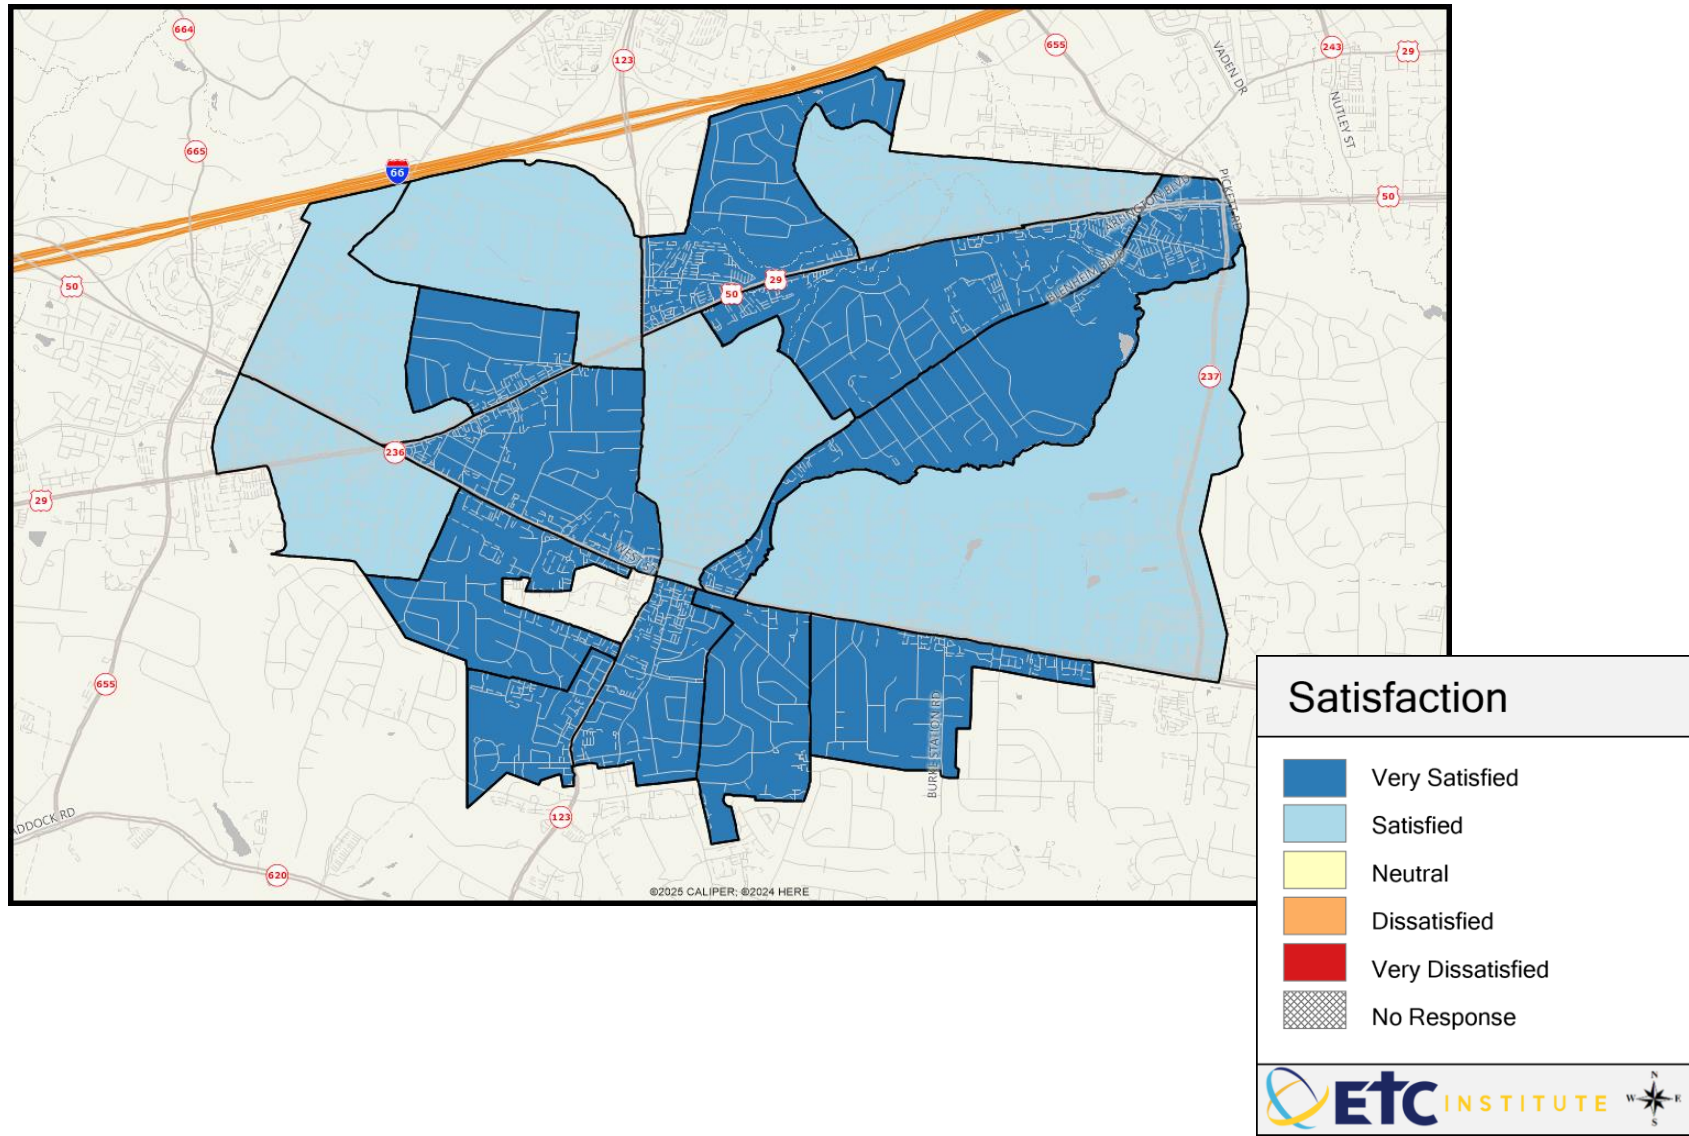 664
123
655
243
29
VADEN DR
NUTLEY ST
665
66
PICKETT RD
50
ARLINGTON BLVD
50
29
50
BLENHEIM BLVD
237
236
29
WEST ST
655
BURKE STATION RD
123
ADDOCK RD
620
©2025 CALIPER; ©2024 HERE
Satisfaction
Very Satisfied
Satisfied
Neutral
Dissatisfied
Very Dissatisfied
No Response
ETC INSTITUTE
N
W E
S